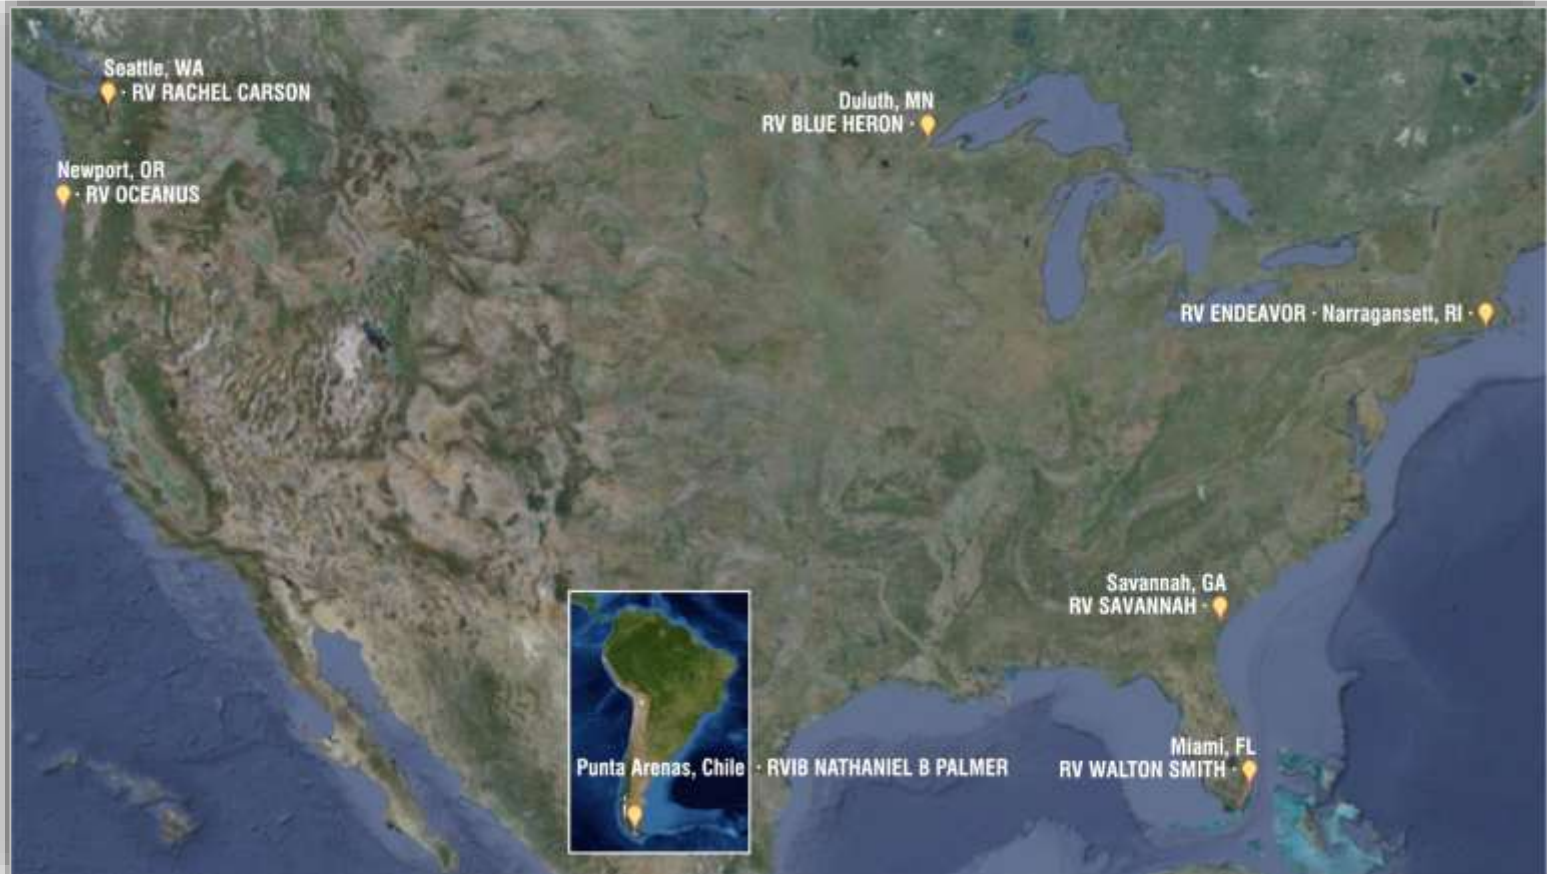 Seattle, WA
· RV RACHEL CARSON
Duluth, MN
RV BLUE HERON ·
Newport, OR
· RV OCEANUS
RV ENDEAVOR · Narragansett, RI ·
Savannah, GA
RV SAVANNAH ·
Miami, FL
RV WALTON SMITH ·
Punta Arenas, Chile · RVIB NATHANIEL B PALMER